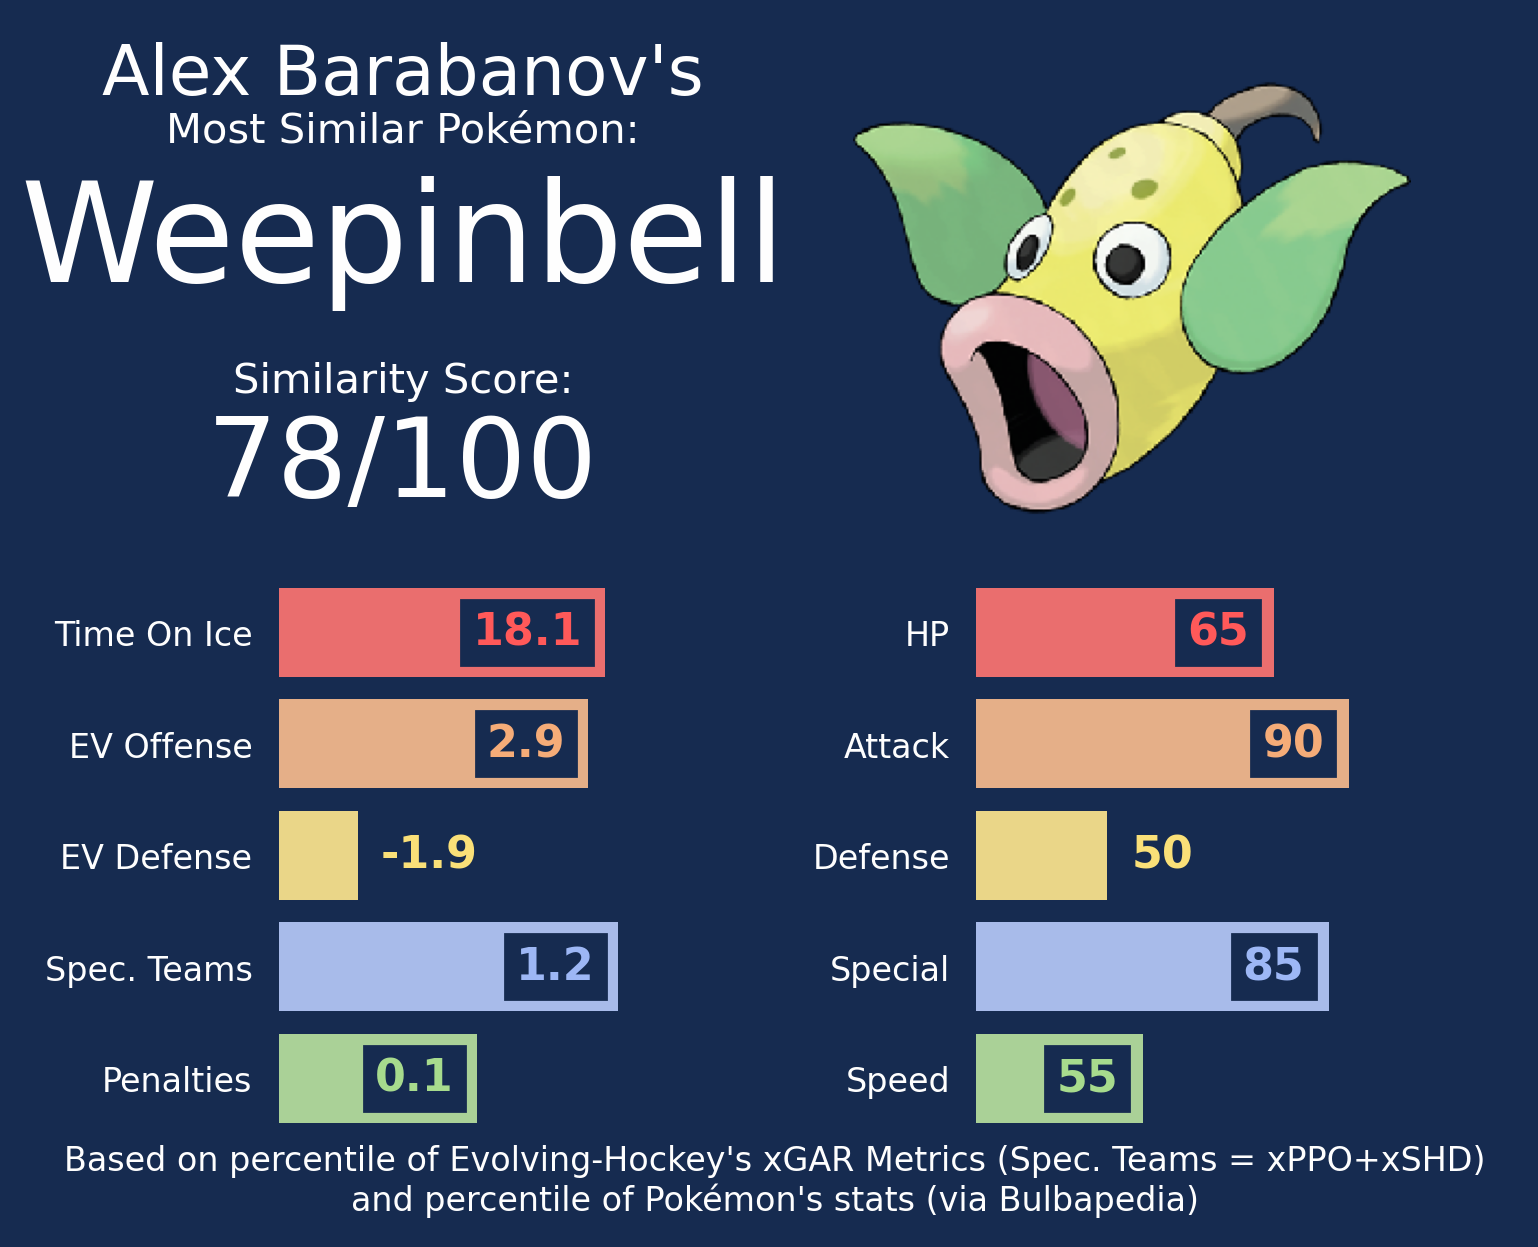 Alex Barabanov's
Most Similar Pokémon:
Weepinbell
Similarity Score:
78/100
Time On Ice 18.1
EV Offense 2.9
EV Defense -1.9
Spec. Teams 1.2
Penalties 0.1
HP 65
Attack 90
Defense 50
Special 85
Speed 55
Based on percentile of Evolving-Hockey's xGAR Metrics (Spec. Teams = xPPO+xSHD)
and percentile of Pokémon's stats (via Bulbapedia)